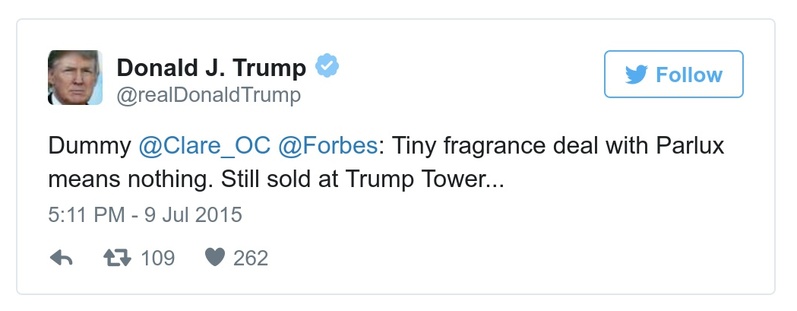 Donald J. Trump
@realDonaldTrump
Follow
Dummy @Clare_OC @Forbes: Tiny fragrance deal with Parlux
means nothing. Still sold at Trump Tower...
5:11 PM - 9 Jul 2015
109 262